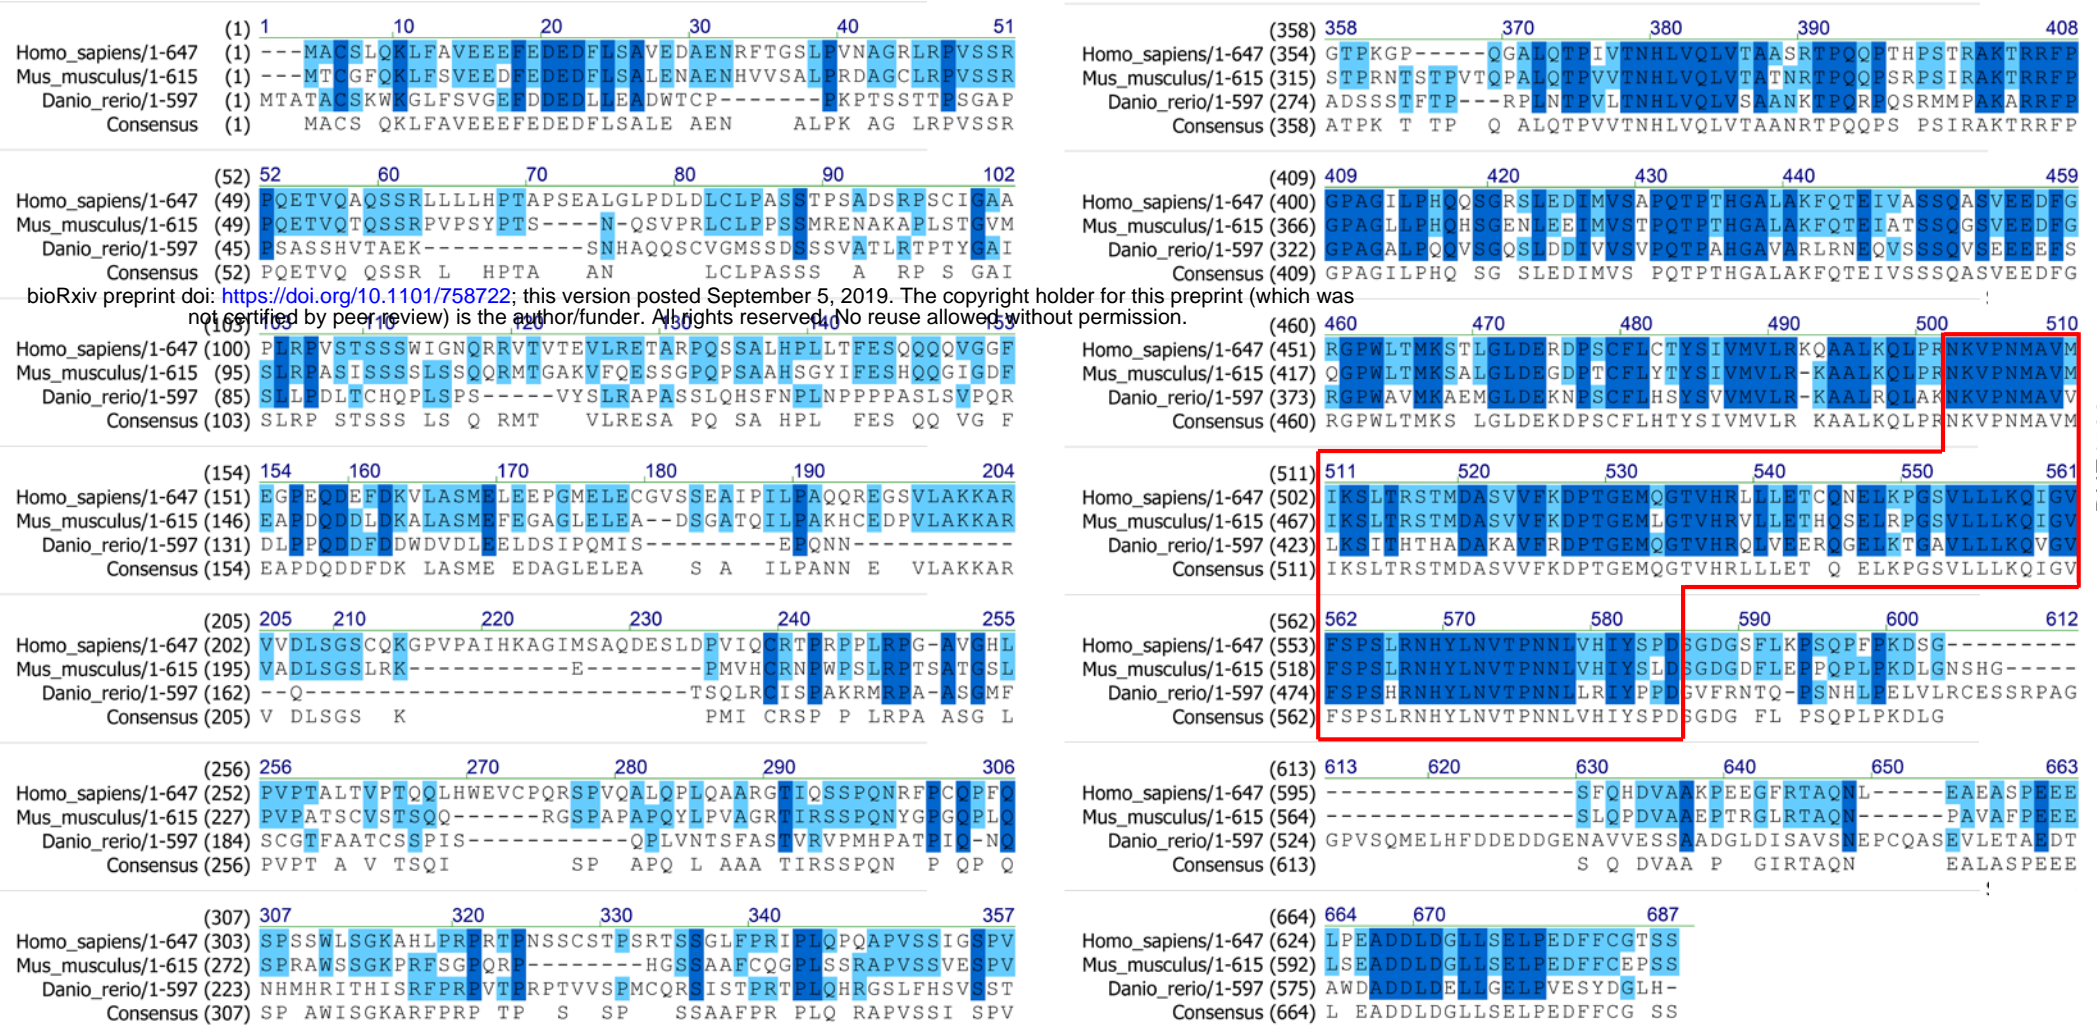 (1) 1 10 20 30 40 51
Homo_sapiens/1-647 (1) ---MACSLQKLFAVEEEFEDEDFLSAVEDAENRFTGSLPVNAGRLRPVSSR
Mus_musculus/1-615 (1) ---MTCGFQKLFSVEEDFEDEDFLSALENAENHVVSALPRDAGCLRPVSSR
Danio_rerio/1-597 (1) MTATACSKWKGLFSVGEFDDEDLLEADWTCP-------PKPTSSTTPSGAP
Consensus (1) MACS QKLFAVEEEFEDEDFLSALE AEN ALPK AG LRPVSSR
(52) 52 60 70 80 90 102
Homo_sapiens/1-647 (49) PQETVQAQSSRLLLLHPTAPSEALGLPDLDLCLPASSTPSADSRPSCIGAA
Mus_musculus/1-615 (49) PQETVQTQSSRPVPSYPTS----N-QSVPRLCLPPSSMRENAKAPLSTGVM
Danio_rerio/1-597 (45) PSASSHVTAEK-----------SNHAQQSCVGMSSDSSSVATLRTPTYGAI
Consensus (52) PQETVQ QSSR L HPTA AN LCLPASSS A RP S GAI
bioRxiv preprint doi: https://doi.org/10.1101/758722; this version posted September 5, 2019. The copyright holder for this preprint (which was
not certified by peer review) is the author/funder. All rights reserved. No reuse allowed without permission.
(103) 103 110 120 130 140 153
Homo_sapiens/1-647 (100) PLRPVSTSSSWIGNQRRVTVTEVLRETARPQSSALHPLLTFESQQQQVGGF
Mus_musculus/1-615 (95) SLRPASISSSSLSSQQRMTGAKVFQESSGPQPSAAHSGYIFESHQQGIGDF
Danio_rerio/1-597 (85) SLLPDLTCHQPLSPS-----VYSLRAPASSLQHSFNPLNPPPPASLSVPQR
Consensus (103) SLRP STSSS LS Q RMT VLRESA PQ SA HPL FES QQ VG F
(154) 154 160 170 180 190 204
Homo_sapiens/1-647 (151) EGPEQDEFDKVLASMELEEPGMELECGVSSEAIPILPAQQREGSVLAKKAR
Mus_musculus/1-615 (146) EAPDQDDLDKALASMEFEGAGLELEA--DSGATQILPAKHCEDPVLAKKAR
Danio_rerio/1-597 (131) DLPPQDDFDDWDVDLEELDSIPQMIS---------EPQNN-----------
Consensus (154) EAPDQDDFDK LASME EDAGLELEA S A ILPANN E VLAKKAR
(205) 205 210 220 230 240 255
Homo_sapiens/1-647 (202) VVDLSGSCQKGPVPAIHKAGIMSAQDESLDPVIQCRTPRPPLRPG-AVGHL
Mus_musculus/1-615 (195) VADLSGSLRK-----------E--------PMVHCRNPWPSLRPTSATGSL
Danio_rerio/1-597 (162) --Q--------------------------TSQLRCISPAKRMRPA-ASGMF
Consensus (205) V DLSGS K PMI CRSP P LRPA ASG L
(256) 256 270 280 290 306
Homo_sapiens/1-647 (252) PVPTALTVPTQQLHWEVCPQRSPVQALQPLQAARGTIQSSPQNRFPCQPFQ
Mus_musculus/1-615 (227) PVPATSCVSTSQQ------RGSPAPAPQYLPVAGRTIRSSPQNYGPGQPLQ
Danio_rerio/1-597 (184) SCGTFAATCSSPIS-----------QPLVNTSFASTVRVPMHPATPIQ-NQ
Consensus (256) PVPT A V TSQI SP APQ L AAA TIRSSPQN P QP Q
(307) 307 320 330 340 357
Homo_sapiens/1-647 (303) SPSSWLSGKAHLPRPRTPNSSCSTPSRTSSGLFPRIPLQPQAPVSSIGSPV
Mus_musculus/1-615 (272) SPRAWSSGKPRFSGPQRP--------HGSSAAFCQGPLSSRAPVSSVESPV
Danio_rerio/1-597 (223) NHMHRITHISRFPRPVTPRPTVVSPMCQRSISTPRTPLQHRGSLFHSVSST
Consensus (307) SP AWISGKARFPRP TP S SP SSAAFPR PLQ RAPVSSI SPV
(358) 358 370 380 390 408
Homo_sapiens/1-647 (354) GTPKGP-----QGALQTPIVTNHLVQLVTAASRTPQQPTHPSTRAKTRRFP
Mus_musculus/1-615 (315) STPRNTSTPVTQPALQTPVVTNHLVQLVTATNRTPQQPSRPSIRAKTRRFP
Danio_rerio/1-597 (274) ADSSSTFTP---RPLNTPVLTNHLVQLVSAANKTPQRPQSRMMPAKARRFP
Consensus (358) ATPK T TP Q ALQTPVVTNHLVQLVTAANRTPQQPS PSIRAKTRRFP
(409) 409 420 430 440 459
Homo_sapiens/1-647 (400) GPAGILPHQQSGRSLEDIMVSAPQTPTHGALAKFQTEIVASSQASVEEDFG
Mus_musculus/1-615 (366) GPAGLLPHQHSGENLEEIMVSTPQTPTHGALAKFQTEIATSSQGSVEEDFG
Danio_rerio/1-597 (322) GPAGALPQQVSGQSLDDIVVSVPQTPAHGAVARLRNEQVSSSQVSEEEEFS
Consensus (409) GPAGILPHQ SG SLEDIMVS PQTPTHGALAKFQTEIVSSSQASVEEDFG
(460) 460 470 480 490 500 510
Homo_sapiens/1-647 (451) RGPWLTMKSTLGLDERDPSCFLCTYSIVMVLRKQAALKQLPRNKVPNMAVM
Mus_musculus/1-615 (417) QGPWLTMKSALGLDEGDPTCFLYTYSIVMVLR-KAALKQLPRNKVPNMAVM
Danio_rerio/1-597 (373) RGPWAVMKAEMGLDEKNPSCFLHSYSVVMVLR-KAALRQLAKNKVPNMAVV
Consensus (460) RGPWLTMKS LGLDEKDPSCFLHTYSIVMVLR KAALKQLPRNKVPNMAVM
(511) 511 520 530 540 550 561
Homo_sapiens/1-647 (502) IKSLTRSTMDASVVFKDPTGEMQGTVHRLLLETCQNELKPGSVLLLKQIGV
Mus_musculus/1-615 (467) IKSLTRSTMDASVVFKDPTGEMLGTVHRVLLETHQSELRPGSVLLLKQIGV
Danio_rerio/1-597 (423) LKSITHTHADAKAVFRDPTGEMQGTVHRQLVEERQGELKTGAVLLLKQVGV
Consensus (511) IKSLTRSTMDASVVFKDPTGEMQGTVHRLLLET Q ELKPGSVLLLKQIGV
(562) 562 570 580 590 600 612
Homo_sapiens/1-647 (553) FSPSLRNHYLNVTPNNLVHIYSPDSGDGSFLKPSQPFPKDSG---------
Mus_musculus/1-615 (518) FSPSLRNHYLNVTPNNLVHIYSLDSGDGDFLEPPQPLPKDLGNSHG-----
Danio_rerio/1-597 (474) FSPSHRNHYLNVTPNNLLRIYPPDGVFRNTQ-PSNHLPELVLRCESSRPAG
Consensus (562) FSPSLRNHYLNVTPNNLVHIYSPDSGDG FL PSQPLPKDLG
(613) 613 620 630 640 650 663
Homo_sapiens/1-647 (595) -----------------SFQHDVAAKPEEGFRTAQNL-----EAEASPEEE
Mus_musculus/1-615 (564) -----------------SLQPDVAAEPTRGLRTAQN------PAVAFPEEE
Danio_rerio/1-597 (524) GPVSQMELHFDDEDDGENAVVESSAADGLDISAVSNEPCQASEVLETAEDT
Consensus (613) S Q DVAA P GIRTAQN EALASPEEE
(664) 664 670 687
Homo_sapiens/1-647 (624) LPEADDLDGLLSELPEDFFCGTSS
Mus_musculus/1-615 (592) LSEADDLDGLLSELPEDFFCEPSS
Danio_rerio/1-597 (575) AWDADDLDELLGELPVESYDGLH-
Consensus (664) L EADDLDGLLSELPEDFFCG SS